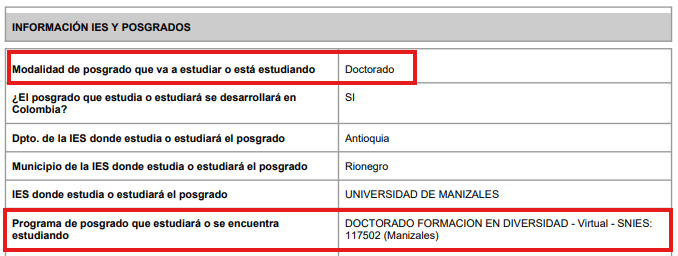 INFORMACIÓN IES Y POSGRADOS
Modalidad de posgrado que va a estudiar o está estudiando Doctorado
¿El posgrado que estudia o estudiará se desarrollará en SI
Colombia?
Dpto. de la IES donde estudia o estudiará el posgrado Antioquia
Municipio de la IES donde estudia o estudiará el posgrado Rionegro
IES donde estudia o estudiará el posgrado UNIVERSIDAD DE MANIZALES
Programa de posgrado que estudiará o se encuentra DOCTORADO FORMACION EN DIVERSIDAD - Virtual - SNIES:
estudiando 117502 (Manizales)